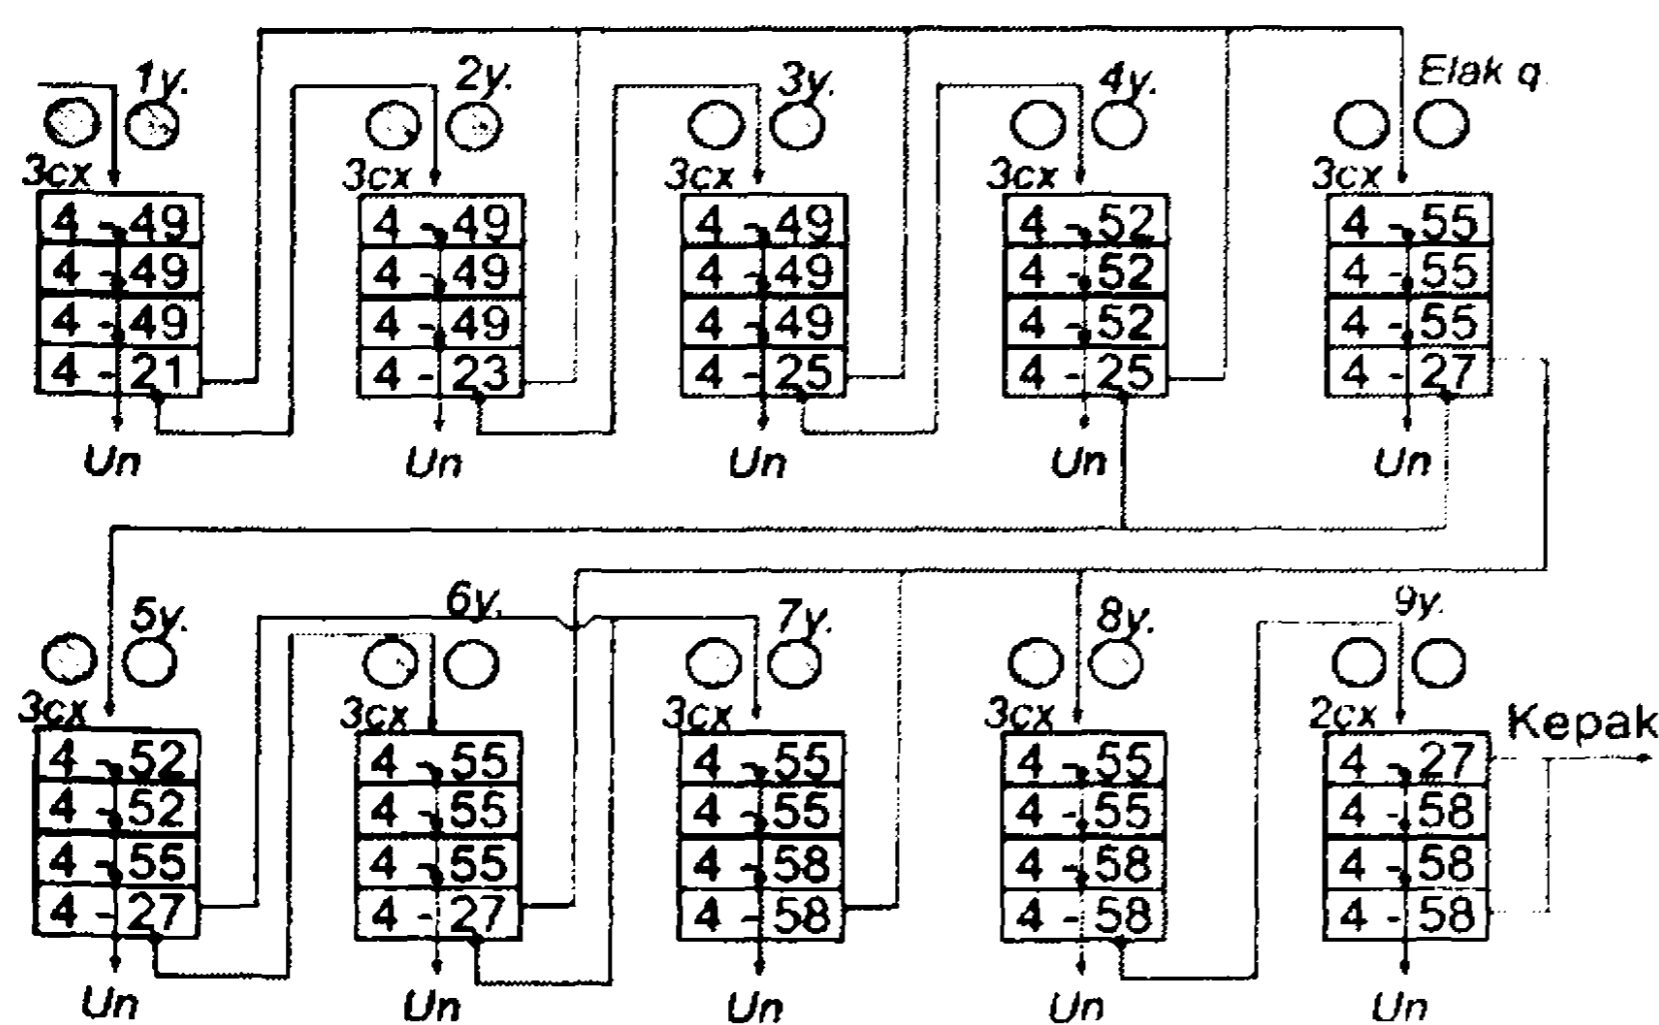 1y. 2y. 3y. 4y. Elak q.
3cx 3cx 3cx 3cx 3cx
4 - 49 4 - 49 4 - 49 4 - 52 4 - 55
4 - 49 4 - 49 4 - 49 4 - 52 4 - 55
4 - 49 4 - 49 4 - 49 4 - 52 4 - 55
4 - 21 4 - 23 4 - 25 4 - 25 4 - 27
Un Un Un Un Un
5y. 6y. 7y. 8y. 9y.
3cx 3cx 3cx 3cx 2cx
Kepak
4 - 52 4 - 55 4 - 55 4 - 55 4 - 27
4 - 52 4 - 55 4 - 55 4 - 55 4 - 58
4 - 55 4 - 55 4 - 58 4 - 58 4 - 58
4 - 27 4 - 27 4 - 58 4 - 58 4 - 58
Un Un Un Un Un